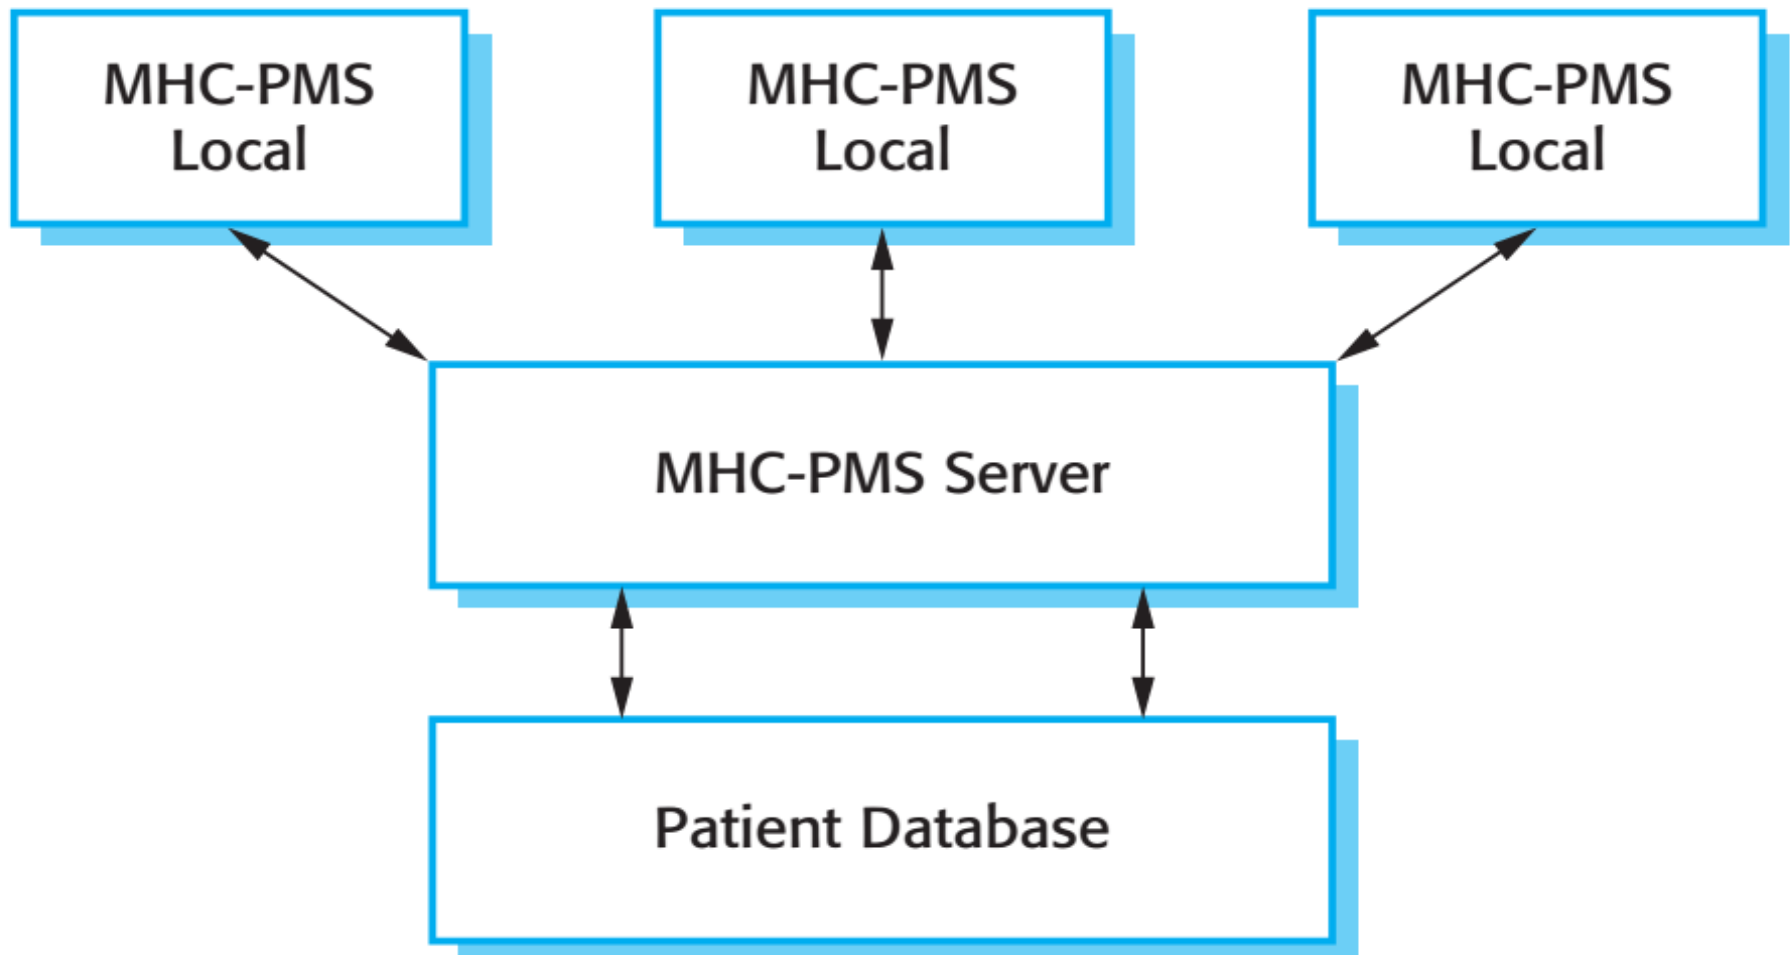 MHC-PMS
Local
MHC-PMS
Local
MHC-PMS
Local
MHC-PMS Server
Patient Database